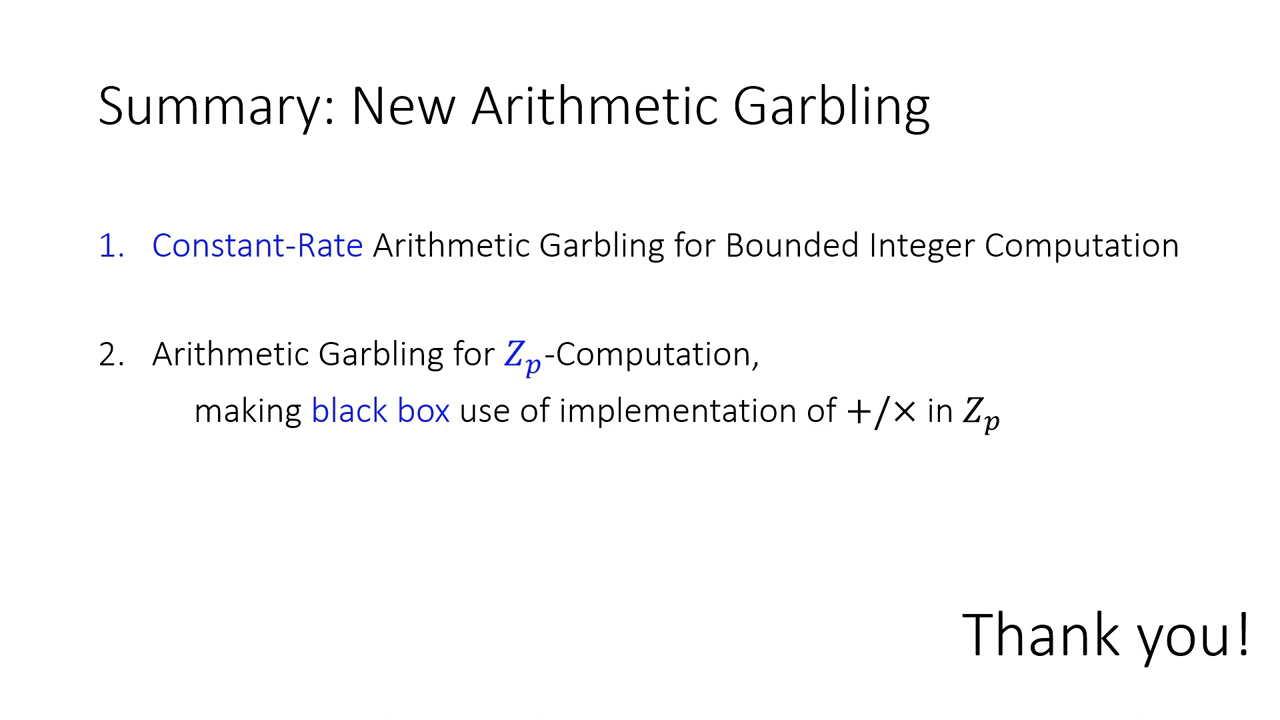 Summary: New Arithmetic Garbling
1. Constant-Rate Arithmetic Garbling for Bounded Integer Computation
2. Arithmetic Garbling for Z_p-Computation,
making black box use of implementation of +/× in Z_p
Thank you!